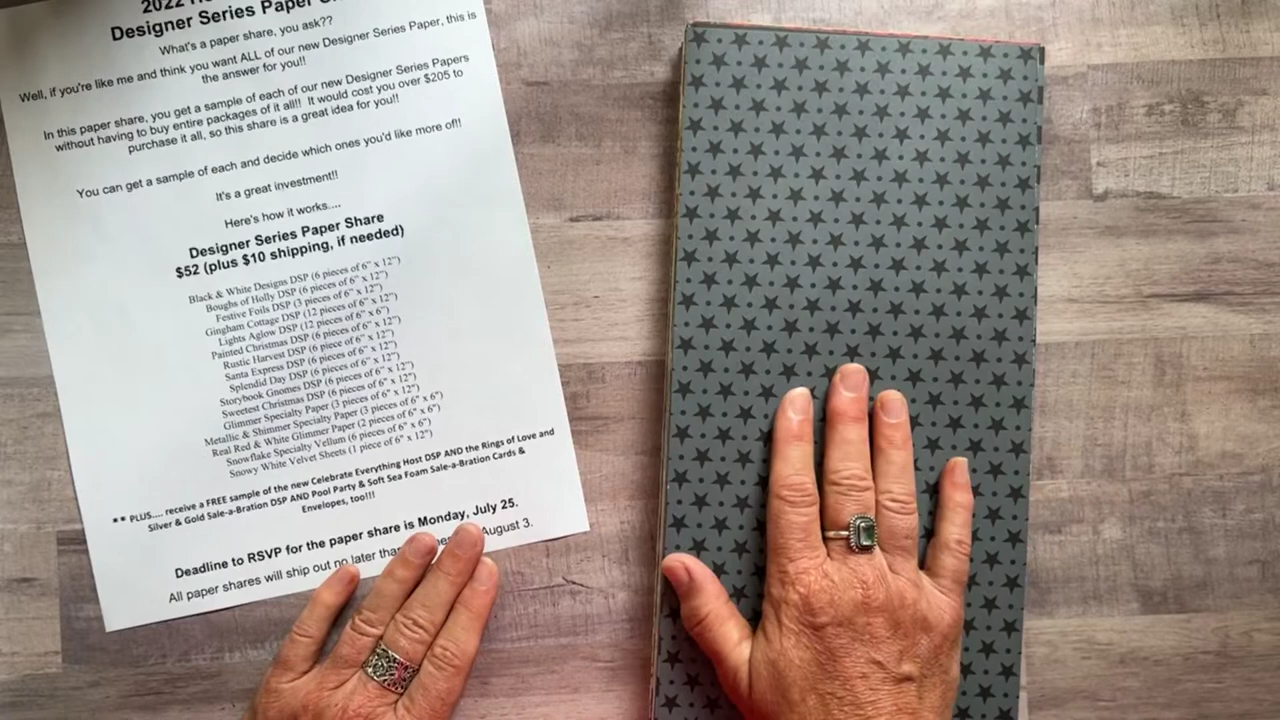 2022
Designer Series Paper
What's a paper share, you ask??
Well, if you're like me and think you want ALL of our new Designer Series Paper, this is
the answer for you!!
In this paper share, you get a sample of each of our new Designer Series Papers
without having to buy entire packages of it all!! It would cost you over $205 to
purchase it all, so this share is a great idea for you!!
You can get a sample of each and decide which ones you'd like more of!!
It's a great investment!!
Here's how it works....
Designer Series Paper Share
$52 (plus $10 shipping, if needed)
Black & White Designs DSP (6 pieces of 6" x 12")
Boughs of Holly DSP (6 pieces of 6" x 12")
Festive Foils DSP (3 pieces of 6" x 12")
Gingham Cottage DSP (12 pieces of 6" x 12")
Lights Aglow DSP (12 pieces of 6" x 6")
Painted Christmas DSP (6 pieces of 6" x 12")
Rustic Harvest DSP (6 piece of 6" x 12")
Santa Express DSP (6 pieces of 6" x 12")
Splendid Day DSP (6 pieces of 6" x 12")
Storybook Gnomes DSP (6 pieces of 6" x 12")
Sweetest Christmas DSP (6 pieces of 6" x 12")
Glimmer Specialty Paper (3 pieces of 6" x 12")
Metallic & Shimmer Specialty Paper (3 pieces of 6" x 6")
Real Red & White Glimmer Paper (2 pieces of 6" x 6")
Snowflake Specialty Vellum (6 pieces of 6" x 6")
Snowy White Velvet Sheets (1 piece of 6" x 12")
** PLUS.... receive a FREE sample of the new Celebrate Everything Host DSP AND the Rings of Love and
Silver & Gold Sale-a-Bration DSP AND Pool Party & Soft Sea Foam Sale-a-Bration Cards &
Envelopes, too!!!
Deadline to RSVP for the paper share is Monday, July 25.
All paper shares will ship out no later than August 3.